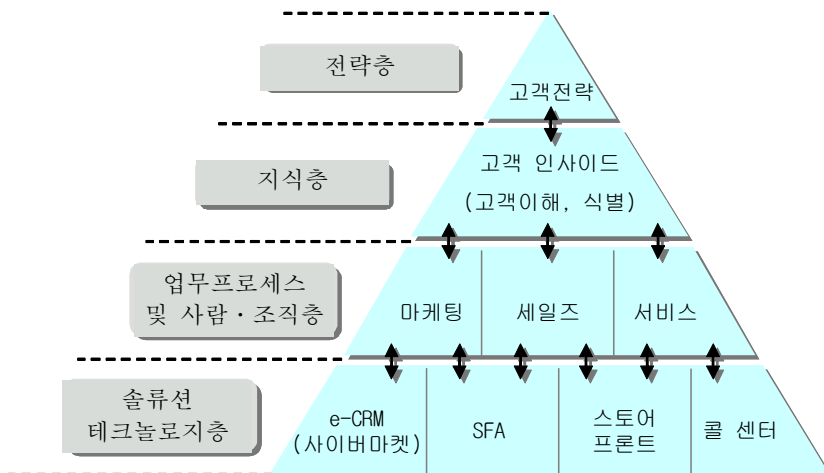 전략층
고객전략
지식층
고객 인사이드
(고객이해, 식별)
업무프로세스
및 사람·조직층
마케팅
세일즈
서비스
솔류션
테크놀로지층
e-CRM
(사이버마켓)
SFA
스토어
프론트
콜 센터